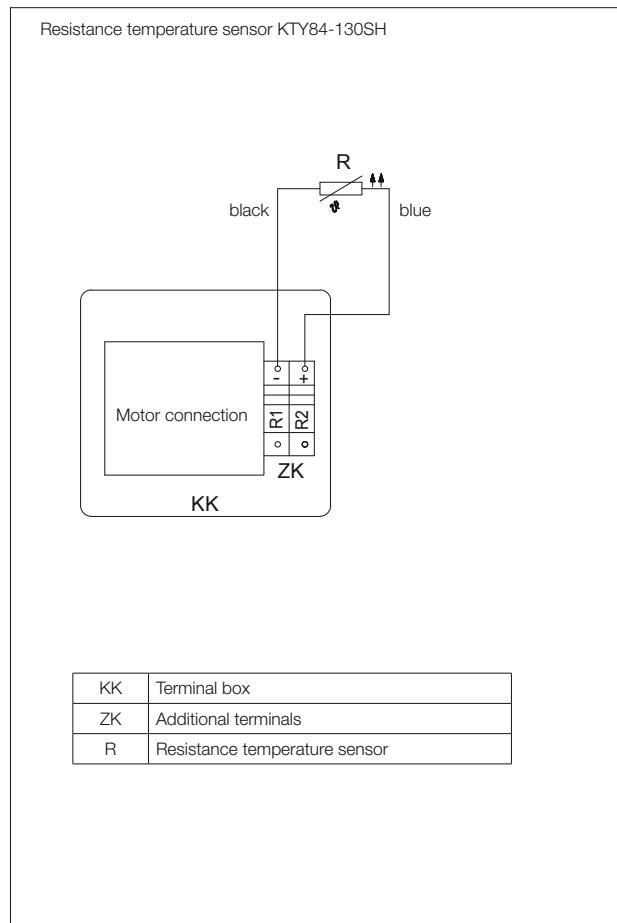 Resistance temperature sensor KTY84-130SH
R
ϑ
black
blue
- +
Motor connection
R1 R2
ZK
KK
KK Terminal box
ZK Additional terminals
R Resistance temperature sensor